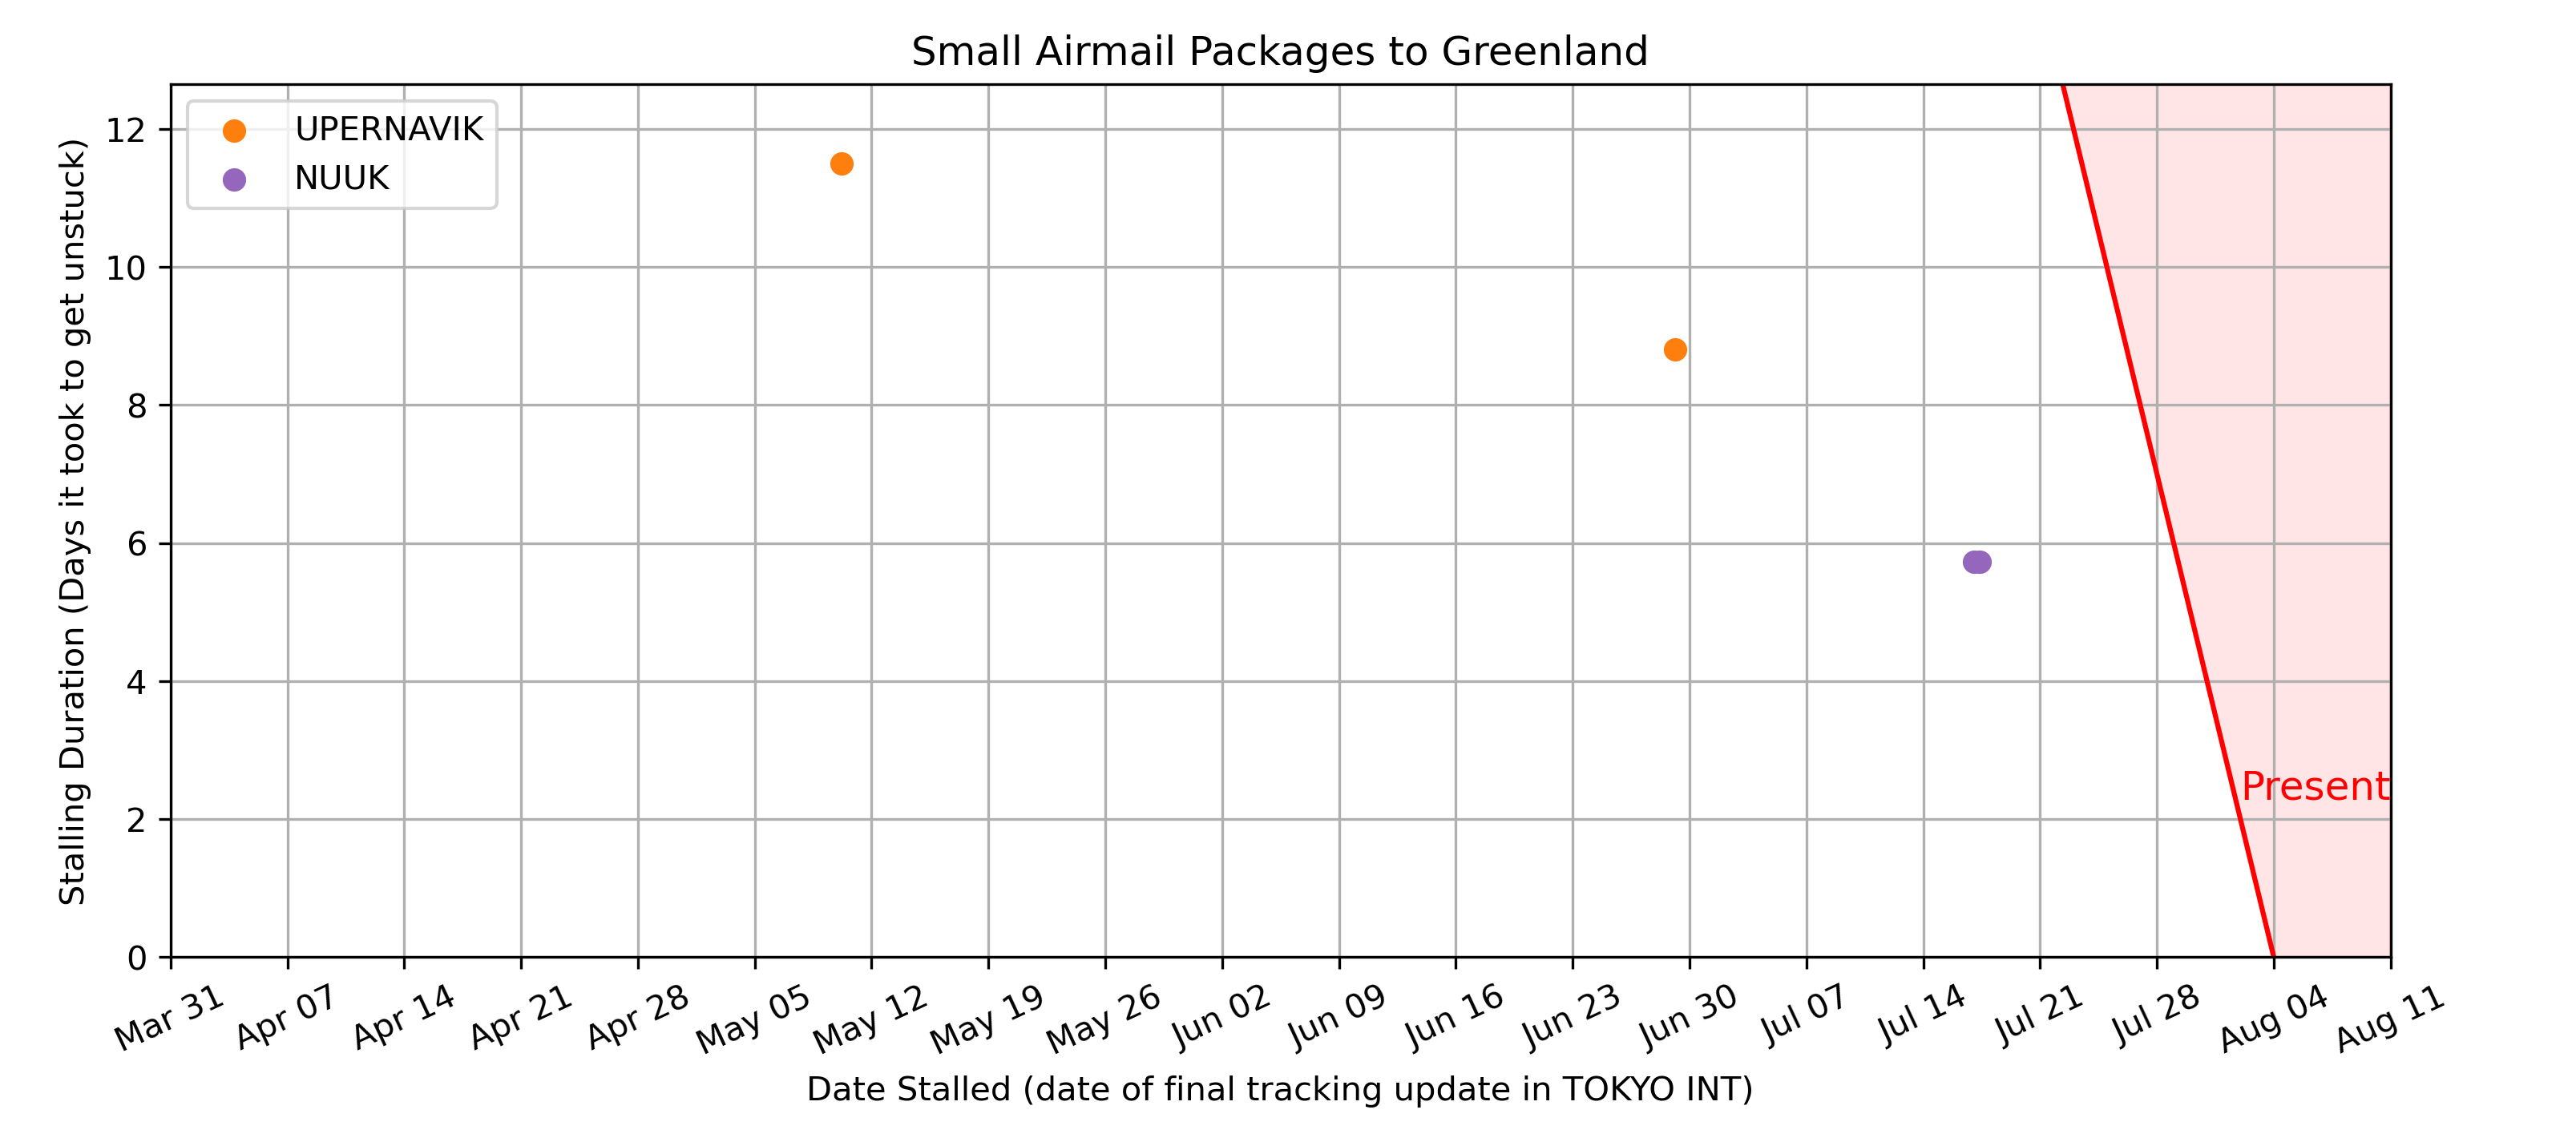 Small Airmail Packages to Greenland
UPERNAVIK
NUUK
Stalling Duration (Days it took to get unstuck)
12
10
8
6
4
2
0
Present
Mar 31 Apr 07 Apr 14 Apr 21 Apr 28 May 05 May 12 May 19 May 26 Jun 02 Jun 09 Jun 16 Jun 23 Jun 30 Jul 07 Jul 14 Jul 21 Jul 28 Aug 04 Aug 11
Date Stalled (date of final tracking update in TOKYO INT)